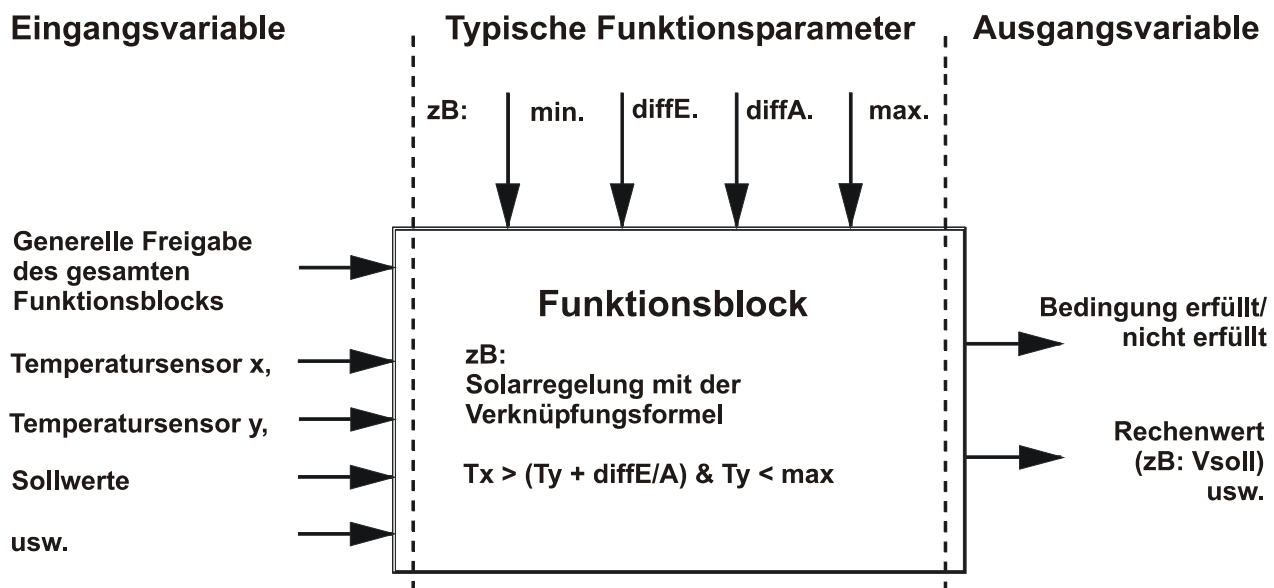 Eingangsvariable
Typische Funktionsparameter
Ausgangsvariable
zB:
min.
diffE.
diffA.
max.
Generelle Freigabe
des gesamten
Funktionsblocks
Temperatursensor x,
Temperatursensor y,
Sollwerte
usw.
Funktionsblock
zB:
Solarregelung mit der
Verknüpfungsformel
Tx > (Ty + diffE/A) & Ty < max
Bedingung erfüllt/
nicht erfüllt
Rechenwert
(zB: Vsoll)
usw.